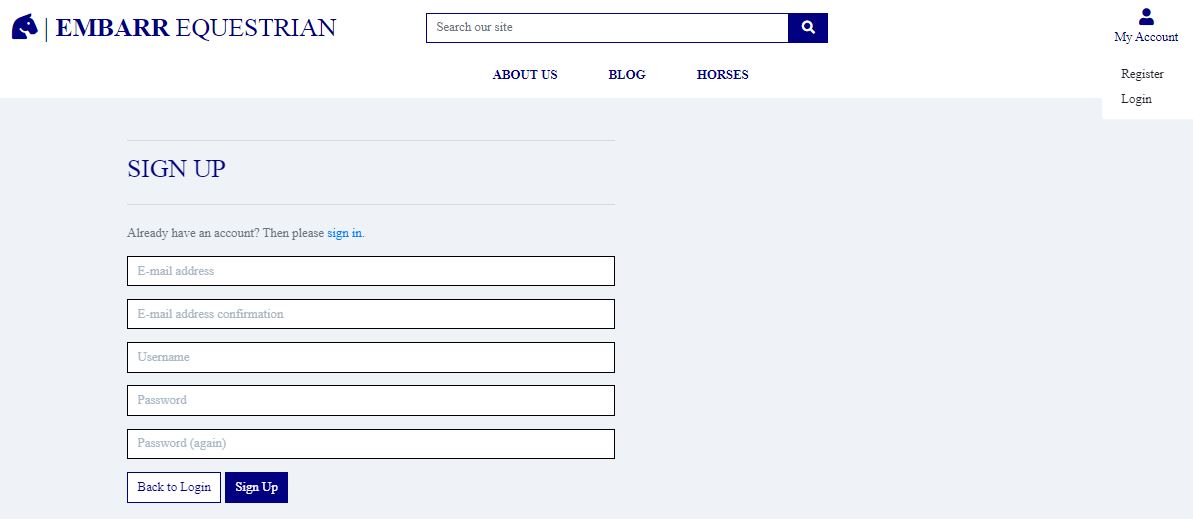 | EMBARR EQUESTRIAN
Search our site
My Account
ABOUT US BLOG HORSES
Register
Login
SIGN UP
Already have an account? Then please sign in.
E-mail address
E-mail address confirmation
Username
Password
Password (again)
Back to Login Sign Up